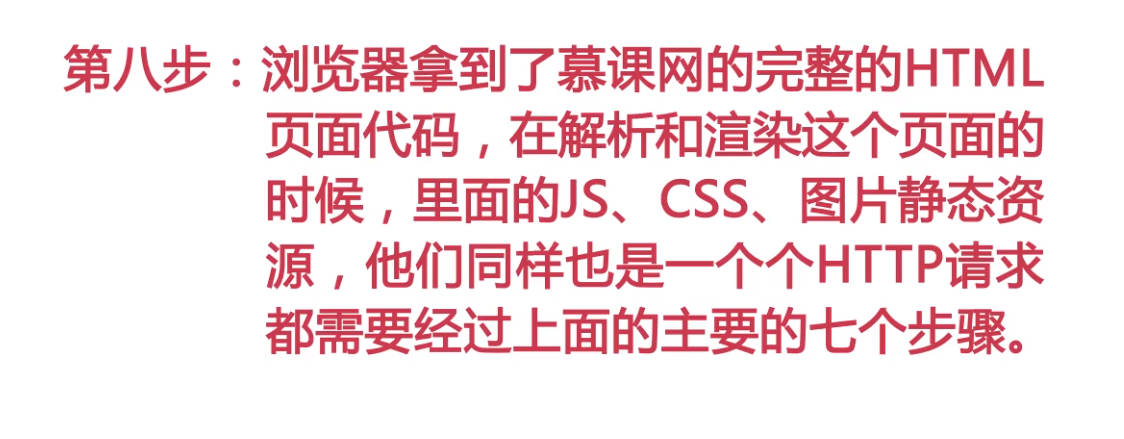 第八步：浏览器拿到了慕课网的完整的HTML
页面代码，在解析和渲染这个页面的
时候，里面的JS、CSS、图片静态资
源，他们同样也是一个个HTTP请求
都需要经过上面的主要的七个步骤。